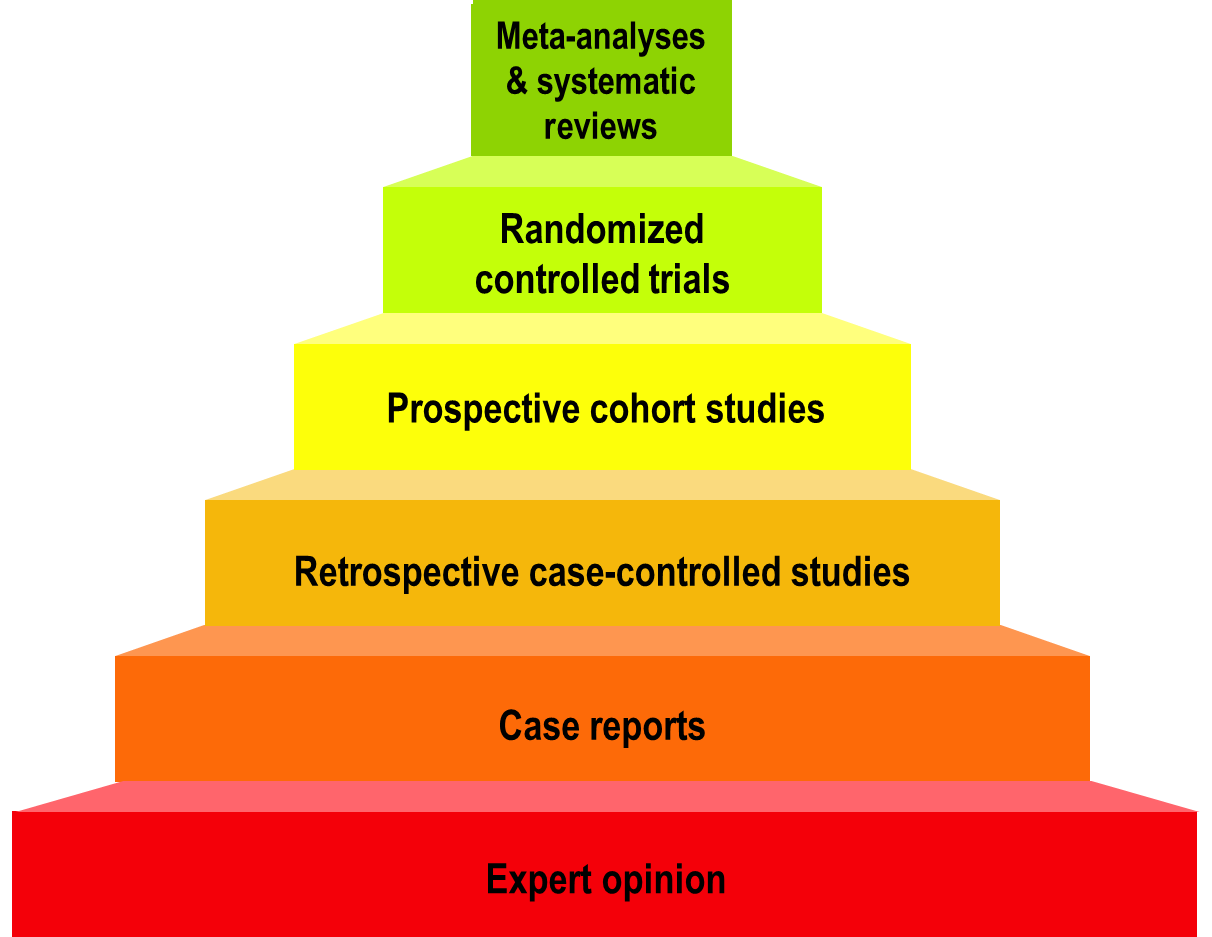 Meta-analyses
& systematic
reviews
Randomized
controlled trials
Prospective cohort studies
Retrospective case-controlled studies
Case reports
Expert opinion